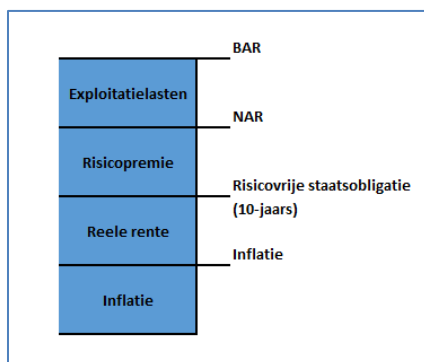 BAR
Exploitatielasten
NAR
Risicopremie
Risicovrije staatsobligatie
(10-jaars)
Reele rente
Inflatie
Inflatie